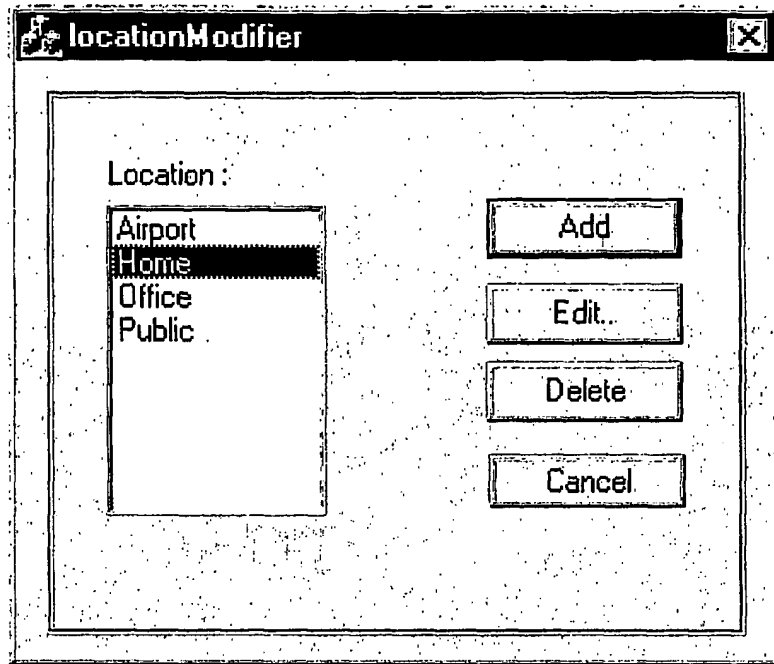 locationModifier
Location :
Airport
Home
Office
Public
Add
Edit..
Delete
Cancel